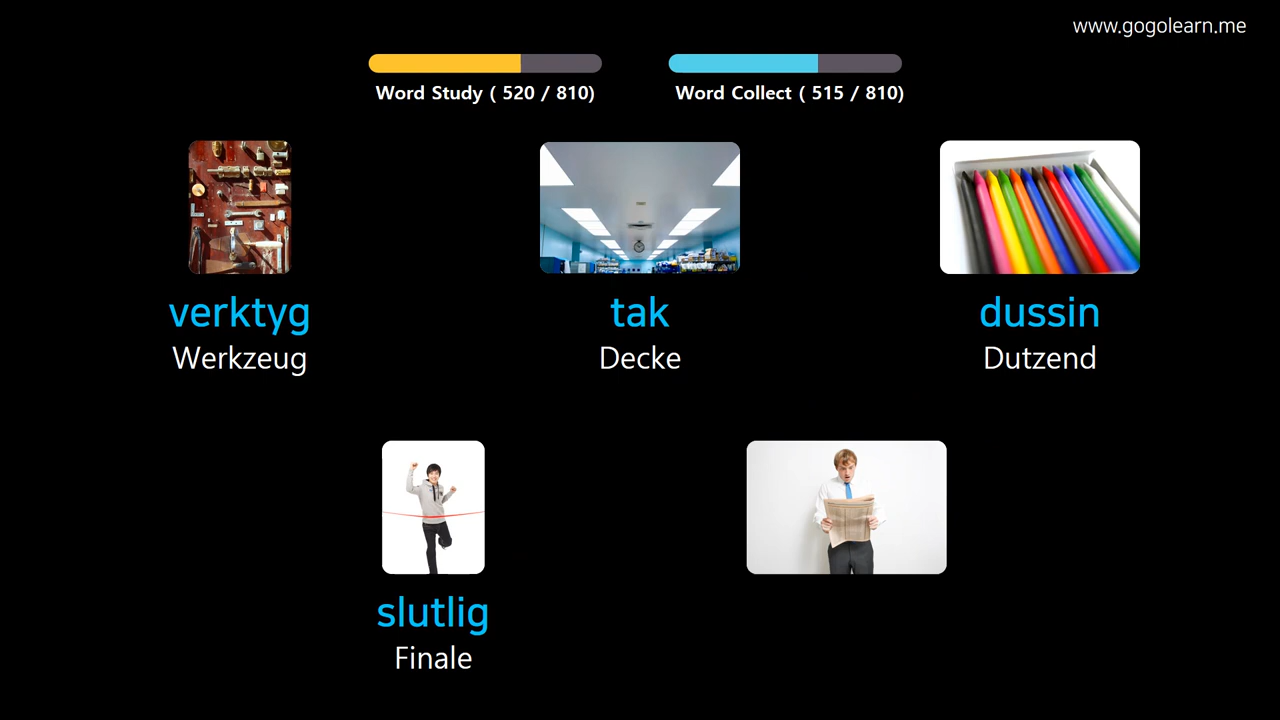 www.gogolearn.me
Word Study ( 520 / 810)
Word Collect ( 515 / 810)
verktyg
Werkzeug
tak
Decke
dussin
Dutzend
slutlig
Finale